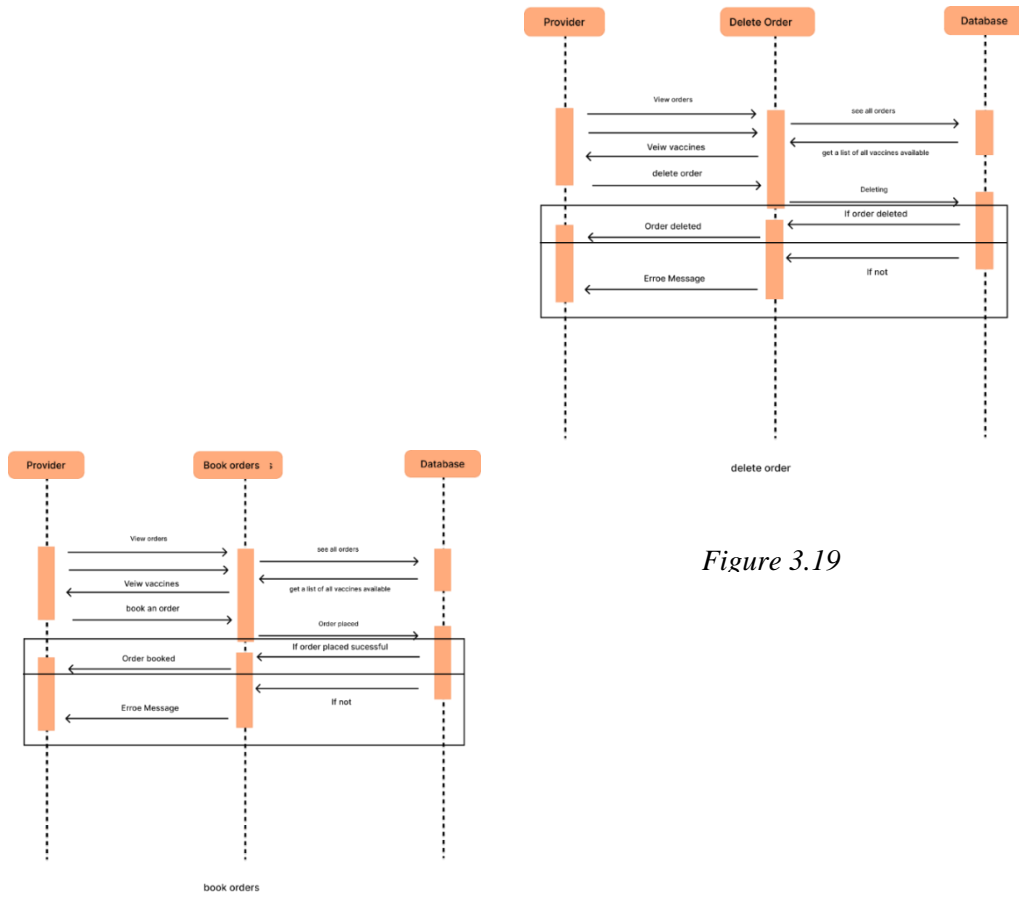 Provider
Delete Order
Database
View orders
see all orders
Veiw vaccines
get a list of all vaccines available
delete order
Deleting
If order deleted
Order deleted
If not
Erroe Message
delete order
Figure 3.19
Provider
Book orders s
Database
View orders
see all orders
Veiw vaccines
get a list of all vaccines available
book an order
Order placed
If order placed sucessful
Order booked
If not
Erroe Message
book orders